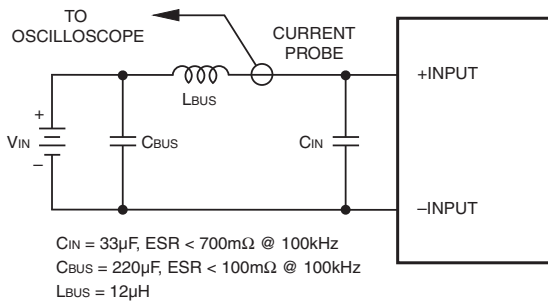 TO
OSCILLOSCOPE
CURRENT
PROBE
+INPUT
LBUS
+
VIN
–
CBUS
CIN
–INPUT
CIN = 33µF, ESR < 700mΩ @ 100kHz
CBUS = 220µF, ESR < 100mΩ @ 100kHz
LBUS = 12µH